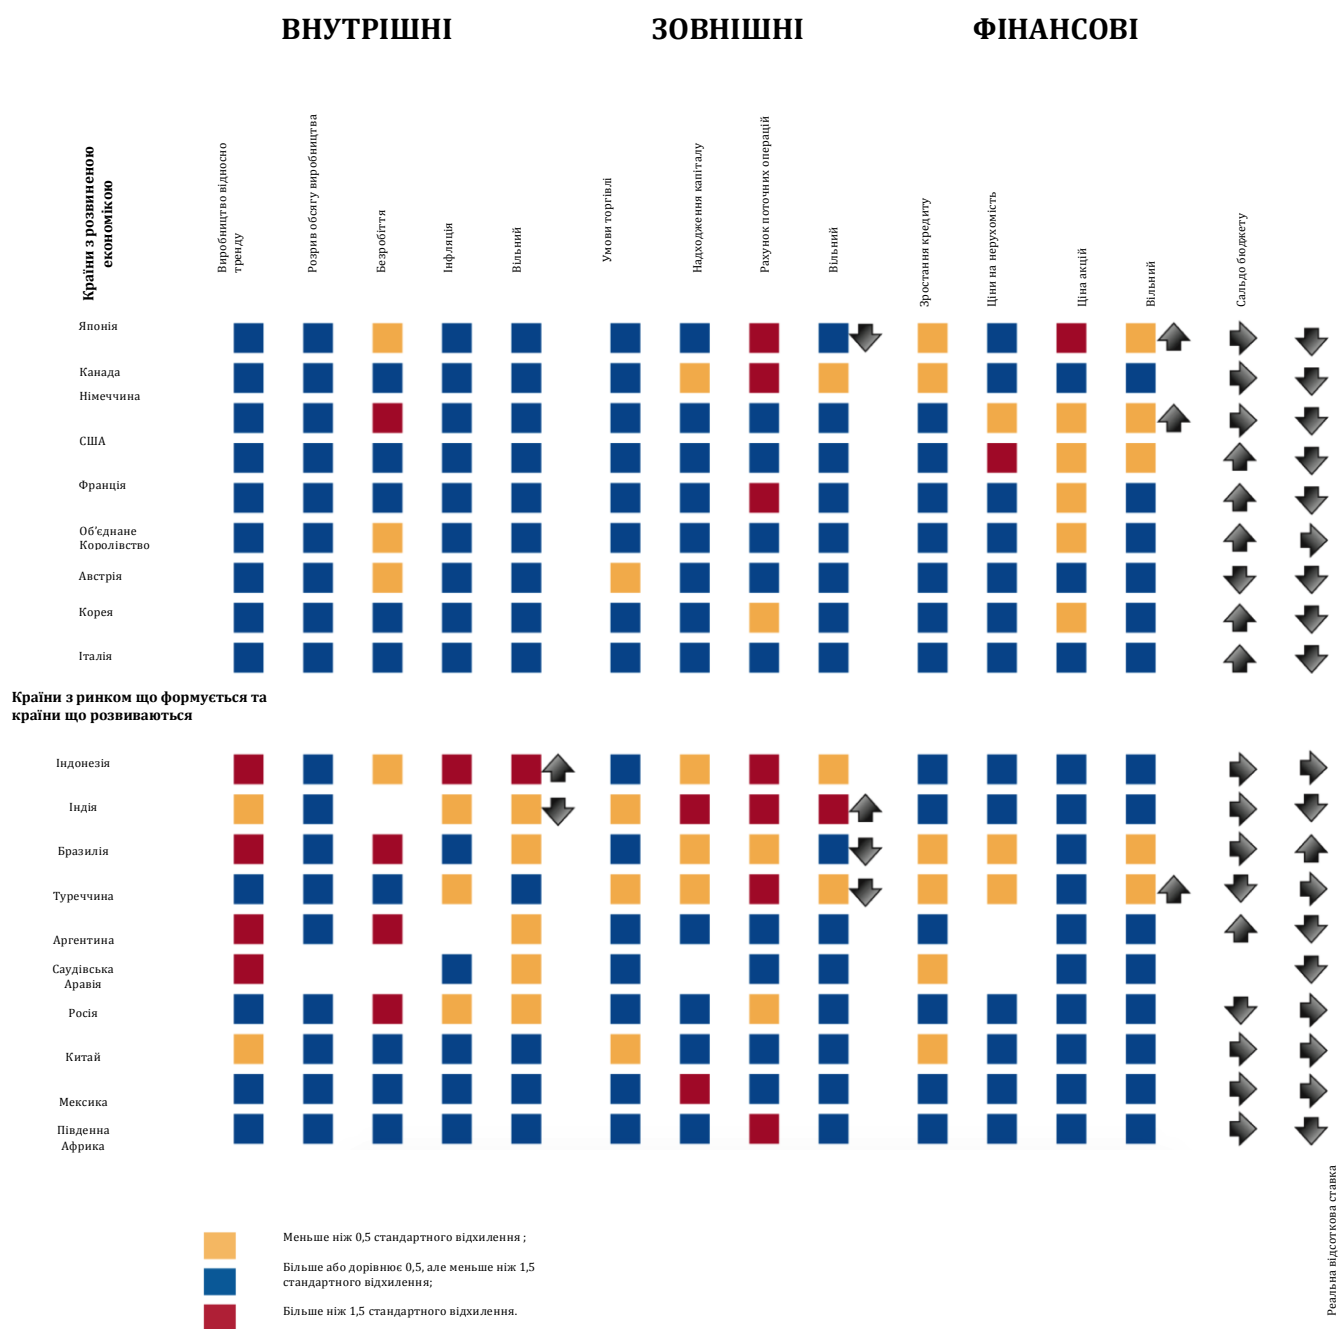 ВНУТРІШНІ
ЗОВНІШНІ
ФІНАНСОВІ
Країни з розвиненою
економікою
Виробництво відносно
тренду
Розрив обсягу виробництва
Безробіття
Інфляція
Вільний
Умови торгівлі
Надходження капіталу
Рахунок поточних операцій
Вільний
Зростання кредиту
Ціни на нерухомість
Ціна акцій
Вільний
Сальдо бюджету
Японія
Канада
Німеччина
США
Франція
Об’єднане
Королівство
Австрія
Корея
Італія
Країни з ринком що формується та
країни що розвиваються
Індонезія
Індія
Бразилія
Туреччина
Аргентина
Саудівська
Аравія
Росія
Китай
Мексика
Південна
Африка
Реальна відсоткова ставка
Меньше ніж 0,5 стандартного відхилення ;
Більше або дорівнює 0,5, але меньше ніж 1,5
стандартного відхилення;
Більше ніж 1,5 стандартного відхилення.